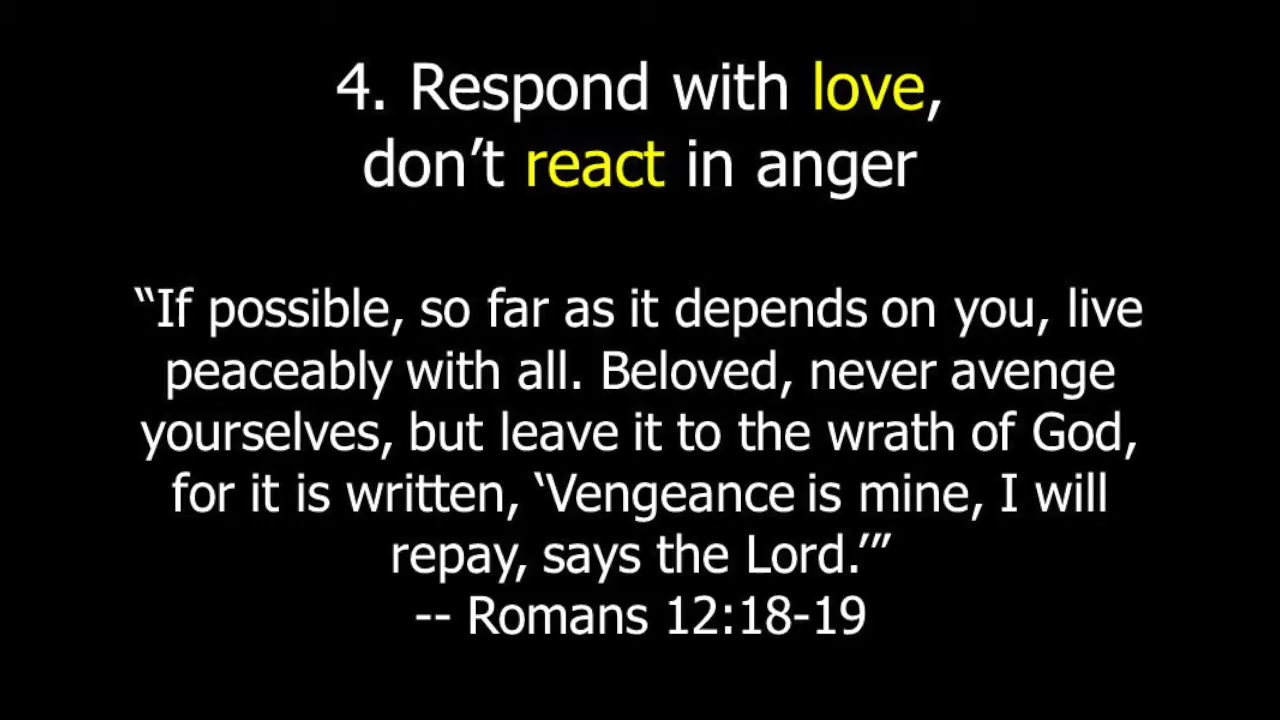 4. Respond with love,
don’t react in anger
“If possible, so far as it depends on you, live
peaceably with all. Beloved, never avenge
yourselves, but leave it to the wrath of God,
for it is written, ‘Vengeance is mine, I will
repay, says the Lord.’”
-- Romans 12:18-19